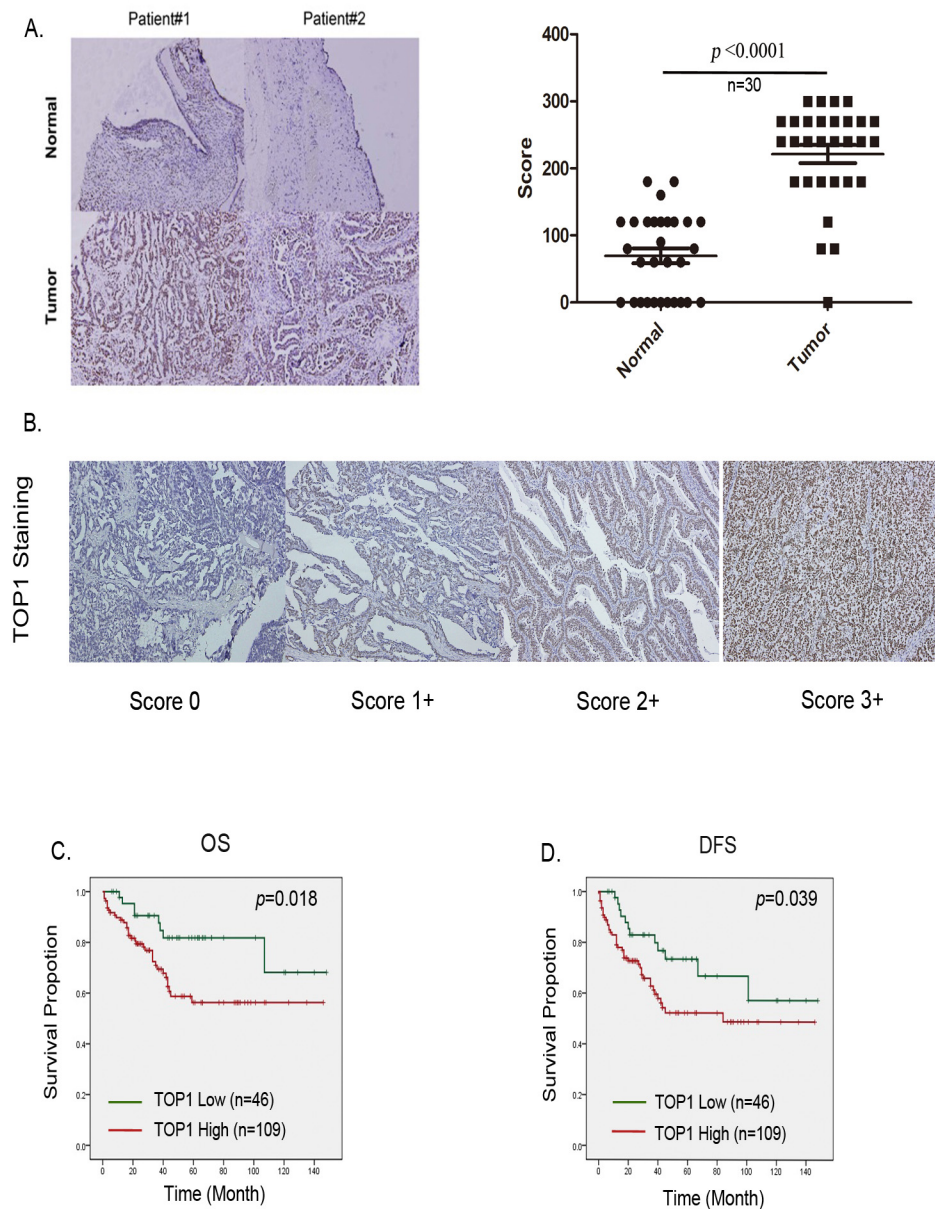 A.
Patient#1
Patient#2
Normal
Tumor
Score
400
300
200
100
0
p <0.0001
n=30
Normal
Tumor
B.
TOP1 Staining
Score 0
Score 1+
Score 2+
Score 3+
C.
OS
Survival Propotion
1.0
0.8
0.6
0.4
0.2
0.0
p=0.018
TOP1 Low (n=46)
TOP1 High (n=109)
0 20 40 60 80 100 120 140
Time (Month)
D.
DFS
Survival Propotion
1.0
0.8
0.6
0.4
0.2
0.0
p=0.039
TOP1 Low (n=46)
TOP1 High (n=109)
0 20 40 60 80 100 120 140
Time (Month)